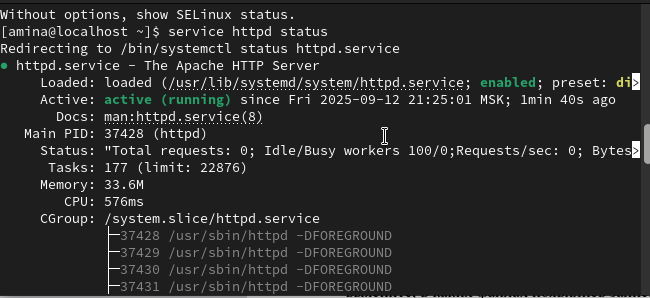 Without options, show SELinux status.
[amina@localhost ~]$ service httpd status
Redirecting to /bin/systemctl status httpd.service
● httpd.service - The Apache HTTP Server
Loaded: loaded (/usr/lib/systemd/system/httpd.service; enabled; preset: di>
Active: active (running) since Fri 2025-09-12 21:25:01 MSK; 1min 40s ago
Docs: man:httpd.service(8)
Main PID: 37428 (httpd)
Status: "Total requests: 0; Idle/Busy workers 100/0;Requests/sec: 0; Bytes>
Tasks: 177 (limit: 22876)
Memory: 33.6M
CPU: 576ms
CGroup: /system.slice/httpd.service
├─37428 /usr/sbin/httpd -DFOREGROUND
├─37429 /usr/sbin/httpd -DFOREGROUND
├─37430 /usr/sbin/httpd -DFOREGROUND
├─37431 /usr/sbin/httpd -DFOREGROUND